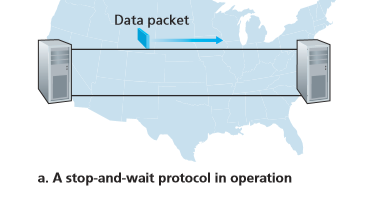 Data packet
a. A stop-and-wait protocol in operation